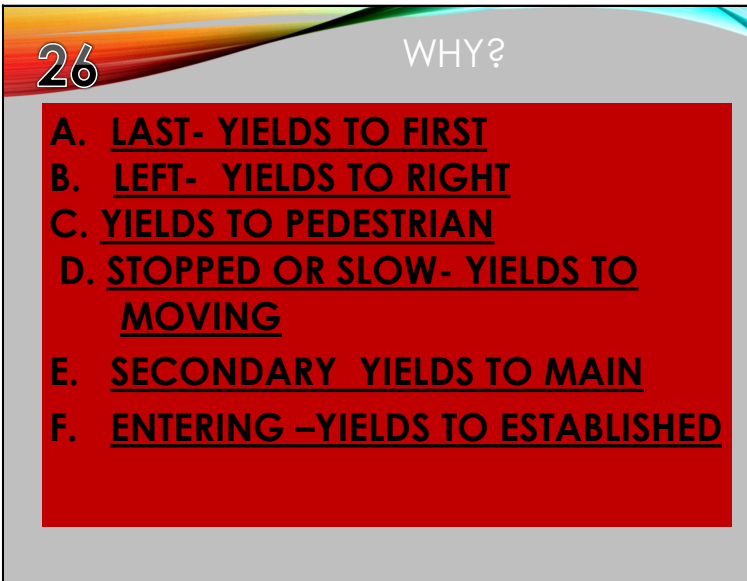 26
WHY?
A. LAST- YIELDS TO FIRST
B. LEFT- YIELDS TO RIGHT
C. YIELDS TO PEDESTRIAN
D. STOPPED OR SLOW- YIELDS TO
MOVING
E. SECONDARY YIELDS TO MAIN
F. ENTERING –YIELDS TO ESTABLISHED